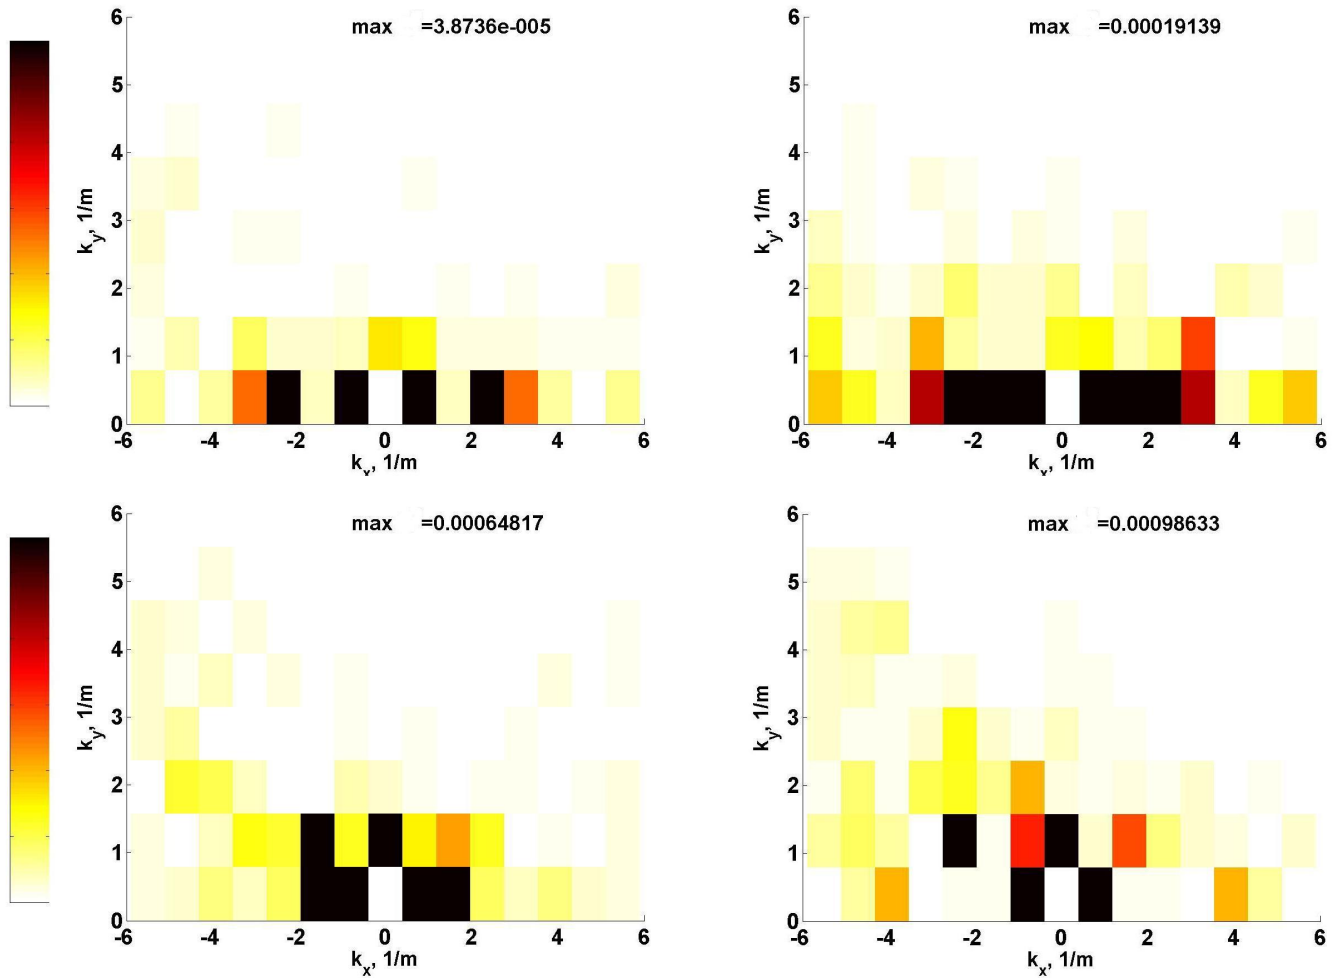 max =3.8736e-005
6
5
4
3
2
1
0
k_y, 1/m
-6 -4 -2 0 2 4 6
k_x, 1/m
max =0.00019139
6
5
4
3
2
1
0
k_y, 1/m
-6 -4 -2 0 2 4 6
k_x, 1/m
max =0.00064817
6
5
4
3
2
1
0
k_y, 1/m
-6 -4 -2 0 2 4 6
k_x, 1/m
max =0.00098633
6
5
4
3
2
1
0
k_y, 1/m
-6 -4 -2 0 2 4 6
k_x, 1/m